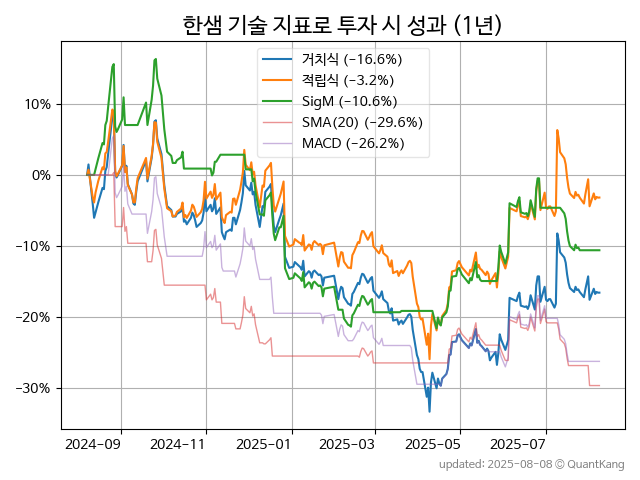 한샘 기술 지표로 투자 시 성과 (1년)
거치식 (−16.6%)
적립식 (−3.2%)
SigM (−10.6%)
SMA(20) (−29.6%)
MACD (−26.2%)
10%
0%
−10%
−20%
−30%
2024-09
2024-11
2025-01
2025-03
2025-05
2025-07
updated: 2025-08-08 © QuantKang